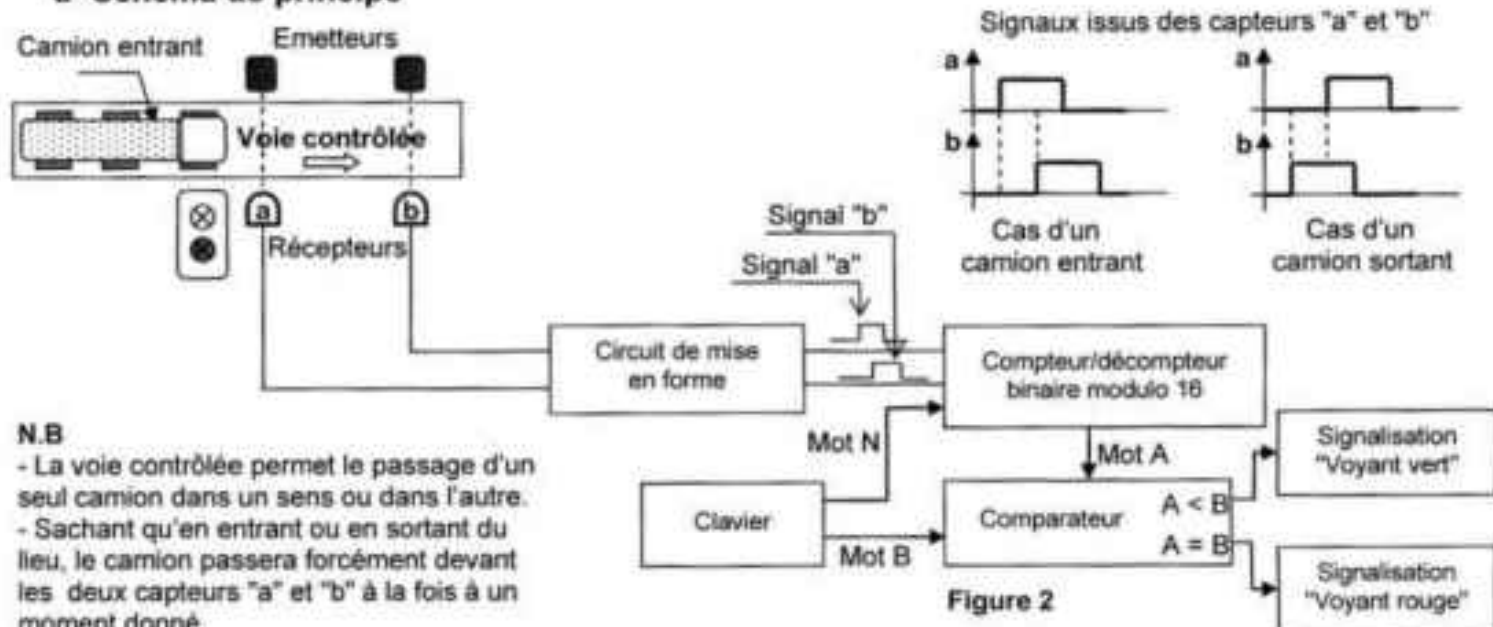 Camion entrant
Emetteurs
Voie contrôlée
a
b
Récepteurs
Signaux issus des capteurs "a" et "b"
a
b
a
b
Cas d'un
camion entrant
Cas d'un
camion sortant
Signal "b"
Signal "a"
Circuit de mise
en forme
Compteur/décompteur
binaire modulo 16
N.B
- La voie contrôlée permet le passage d'un
seul camion dans un sens ou dans l'autre.
- Sachant qu'en entrant ou en sortant du
lieu, le camion passera forcément devant
les deux capteurs "a" et "b" à la fois à un
moment donné
Mot N
Mot A
Clavier
Mot B
Comparateur
A < B
A = B
Signalisation
"Voyant vert"
Signalisation
"Voyant rouge"
Figure 2